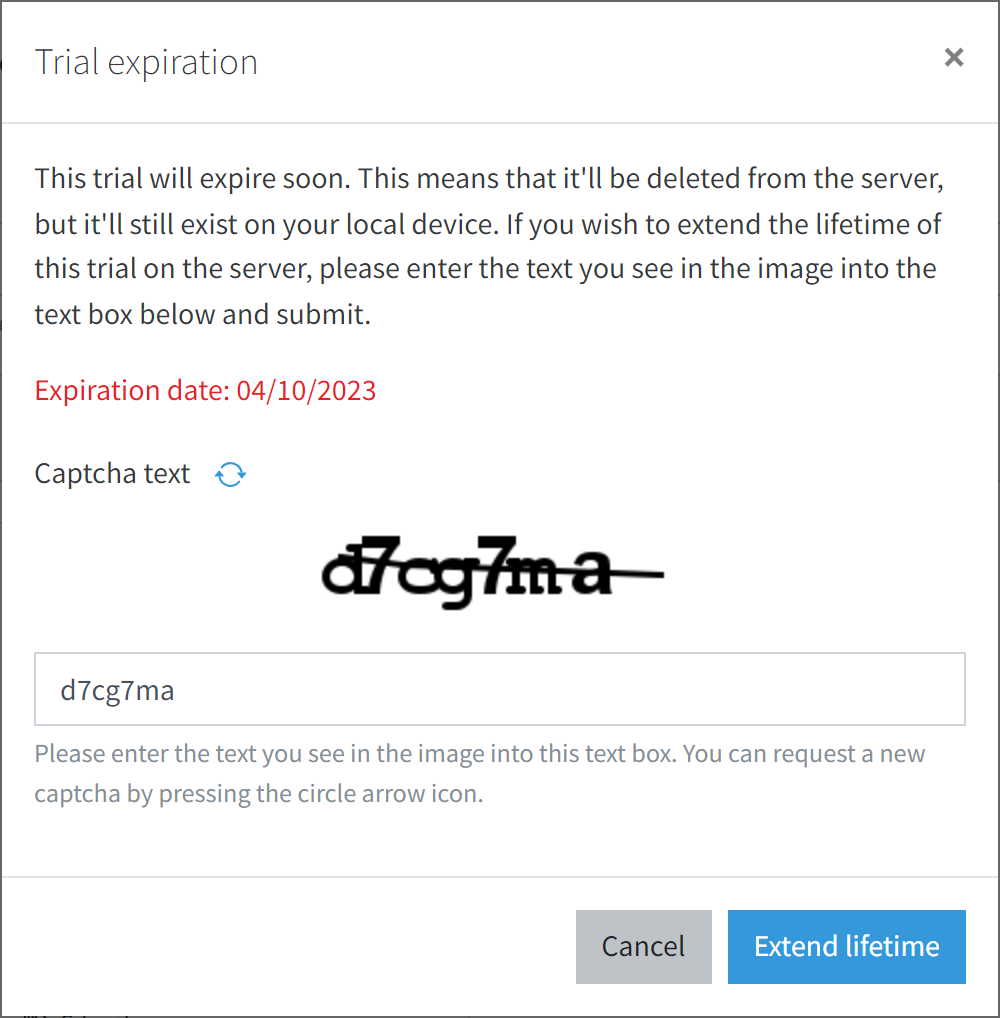 Trial expiration
This trial will expire soon. This means that it'll be deleted from the server,
but it'll still exist on your local device. If you wish to extend the lifetime of
this trial on the server, please enter the text you see in the image into the
text box below and submit.
Expiration date: 04/10/2023
Captcha text
d7cg7ma
d7cg7ma
Please enter the text you see in the image into this text box. You can request a new
captcha by pressing the circle arrow icon.
Cancel
Extend lifetime